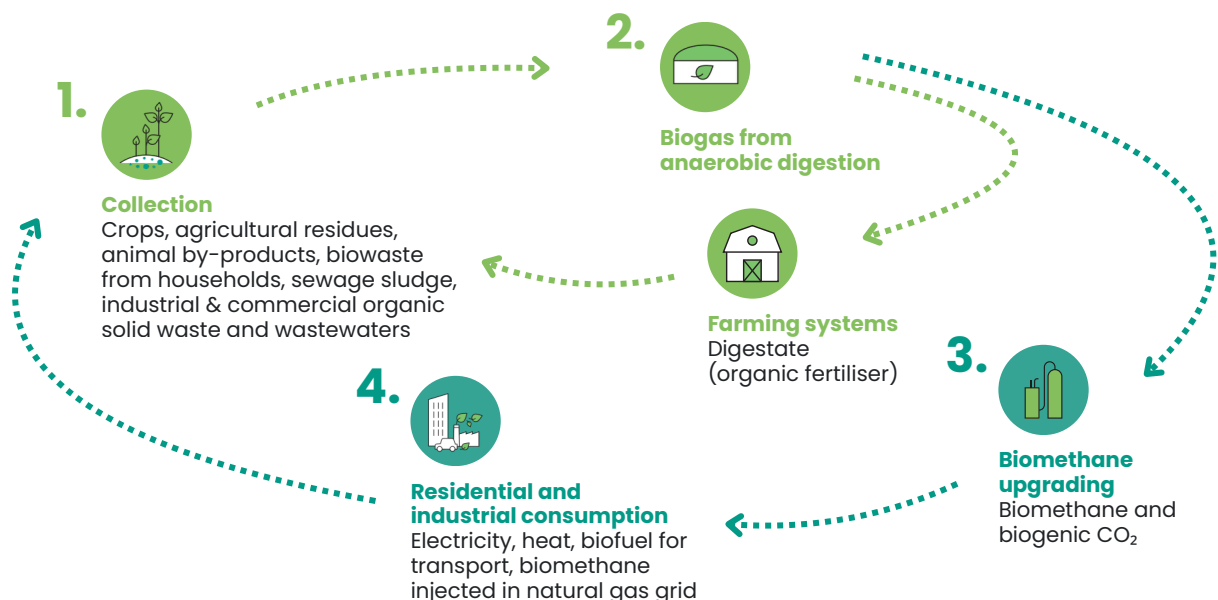 1.
Collection
Crops, agricultural residues,
animal by-products, biowaste
from households, sewage sludge,
industrial & commercial organic
solid waste and wastewaters
2.
Biogas from
anaerobic digestion
Farming systems
Digestate
(organic fertiliser)
3.
Biomethane
upgrading
Biomethane and
biogenic CO₂
4.
Residential and
industrial consumption
Electricity, heat, biofuel for
transport, biomethane
injected in natural gas grid